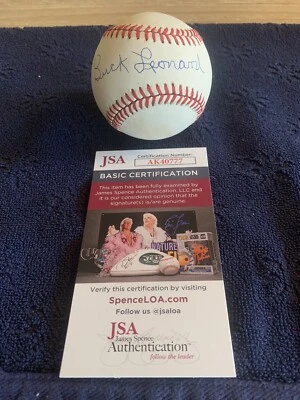 Buck Leonard
JSA
Certification Number:
AK40777
BASIC CERTIFICATION
This item has been fully examined by
James Spence Authentication, LLC and
it is our considered opinion that the
signature(s) is/are genuine
Verify this certification by visiting
SpenceLOA.com
Follow us @jsaloa
JSA
James Spence
Authentication
follow the leader